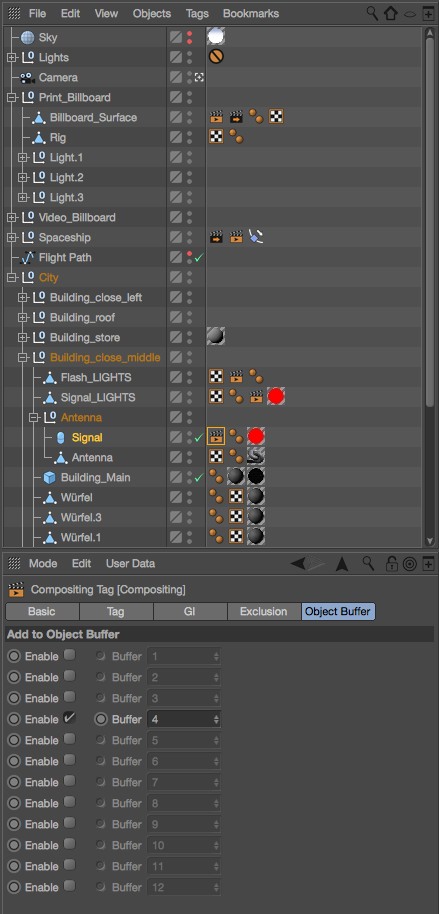 File Edit View Objects Tags Bookmarks
Sky
Lights
Camera
Print_Billboard
Billboard_Surface
Rig
Light.1
Light.2
Light.3
Video_Billboard
Spaceship
Flight Path
City
Building_close_left
Building_roof
Building_store
Building_close_middle
Flash_LIGHTS
Signal_LIGHTS
Antenna
Signal
Antenna
Building_Main
Würfel
Würfel.3
Würfel.1
Mode Edit User Data
Compositing Tag [Compositing]
Basic Tag GI Exclusion Object Buffer
Add to Object Buffer
Enable Buffer 1
Enable Buffer 2
Enable Buffer 3
Enable Buffer 4
Enable Buffer 5
Enable Buffer 6
Enable Buffer 7
Enable Buffer 8
Enable Buffer 9
Enable Buffer 10
Enable Buffer 11
Enable Buffer 12